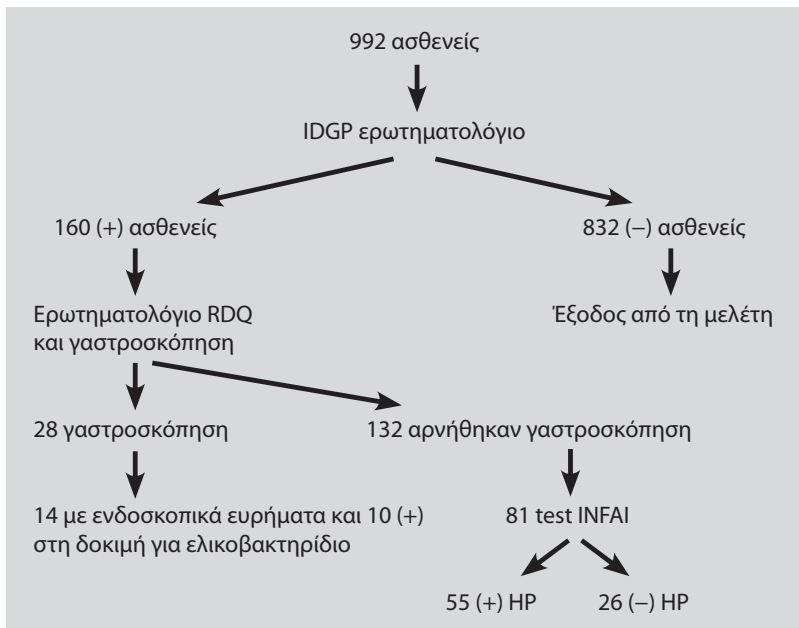 992 ασθενείς
IDGP ερωτηματολόγιο
160 (+) ασθενείς
832 (−) ασθενείς
Ερωτηματολόγιο RDQ
και γαστροσκόπηση
Έξοδος από τη μελέτη
28 γαστροσκόπηση
132 αρνήθηκαν γαστροσκόπηση
14 με ενδοσκοπικά ευρήματα και 10 (+)
στη δοκιμή για ελικοβακτηρίδιο
81 test INFAI
55 (+) HP
26 (−) HP